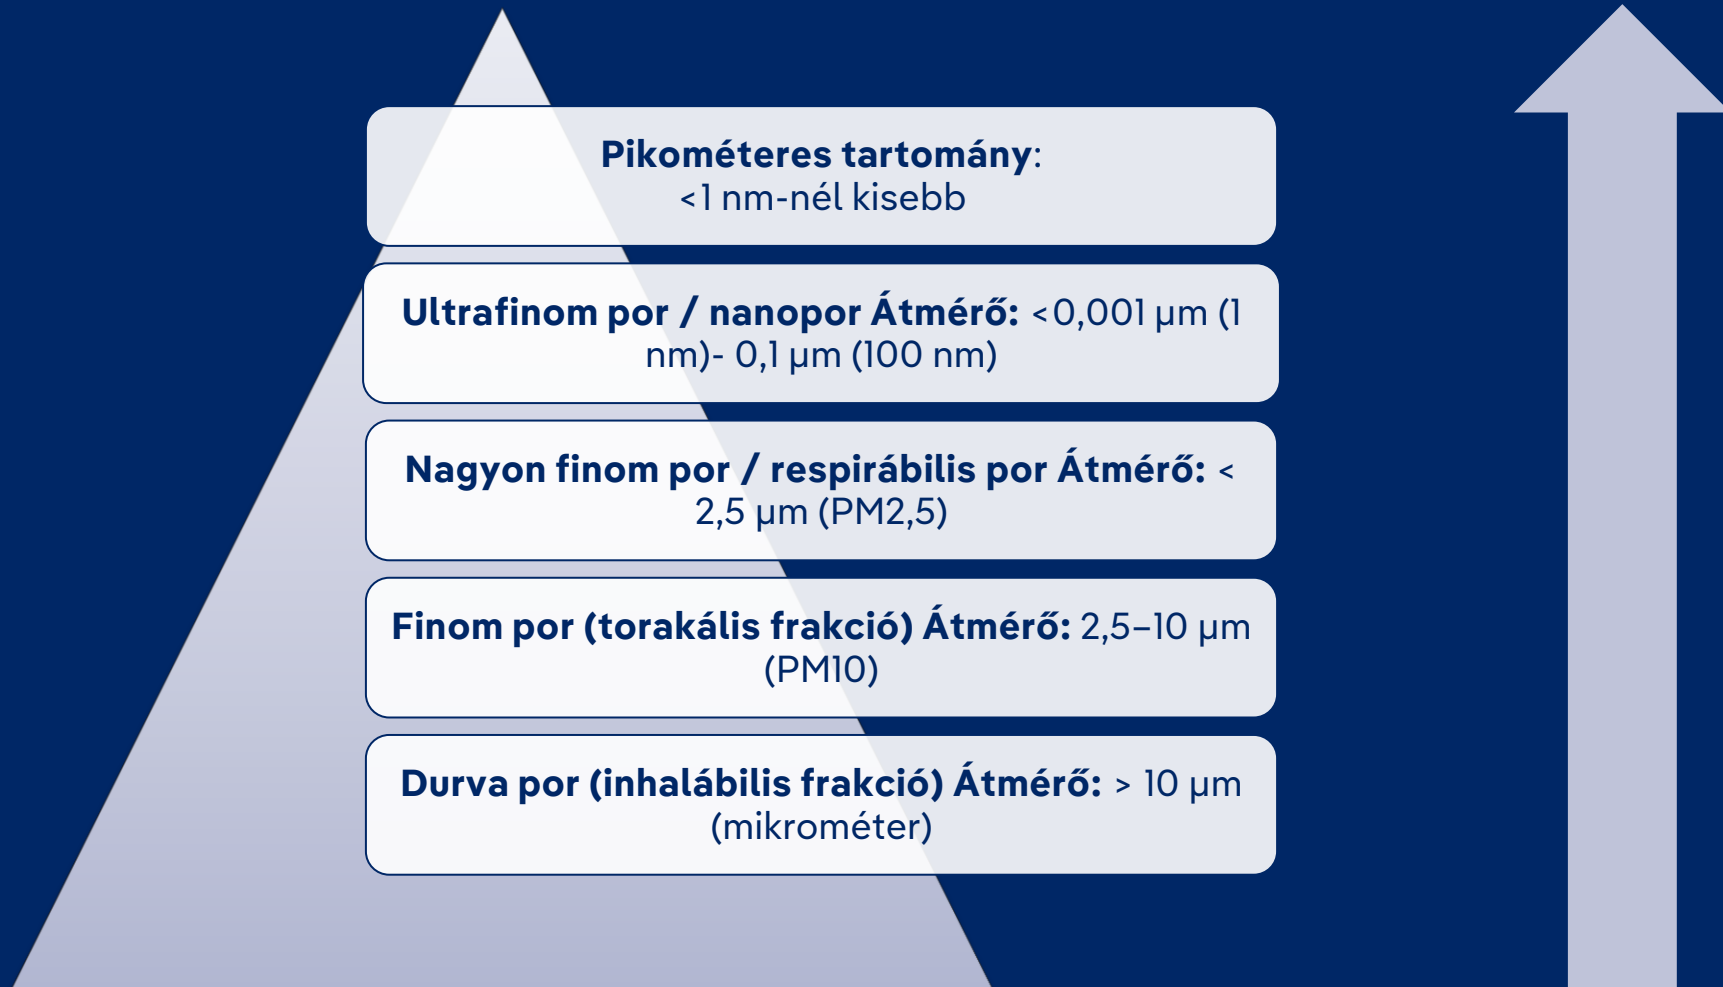 Pikométeres tartomány:
<1 nm-nél kisebb
Ultrafinom por / nanopor Átmérő: <0,001 µm (1
nm)- 0,1 µm (100 nm)
Nagyon finom por / respirábilis por Átmérő: <
2,5 µm (PM2,5)
Finom por (torakális frakció) Átmérő: 2,5–10 µm
(PM10)
Durva por (inhalábilis frakció) Átmérő: > 10 µm
(mikrométer)